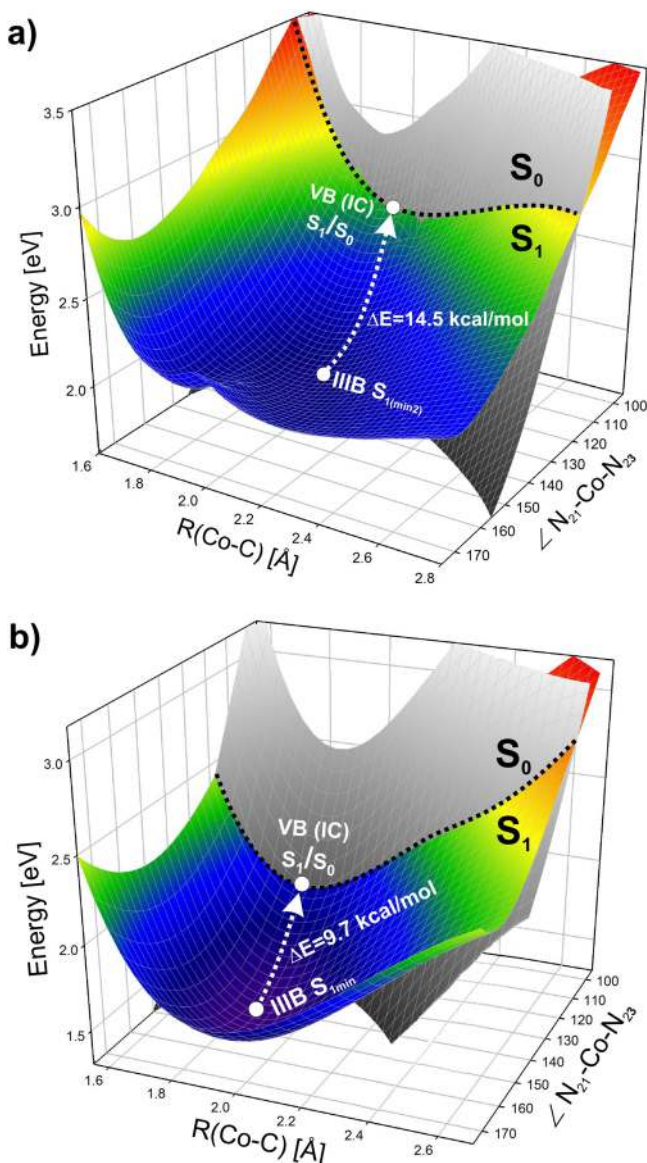 a)
3.5
3.0
2.5
2.0
Energy [eV]
S₀
S₁
VB (IC)
S₁/S₀
ΔE=14.5 kcal/mol
IIIB S₁₍min2₎
1.6
1.8
2.0
2.2
2.4
2.6
2.8
R(Co-C) [Å]
100
110
120
130
140
150
160
170
∠ N₂₁-Co-N₂₃
b)
3.0
2.5
2.0
1.5
Energy [eV]
S₀
S₁
VB (IC)
S₁/S₀
ΔE=9.7 kcal/mol
IIIB S₁min
1.6
1.8
2.0
2.2
2.4
2.6
R(Co-C) [Å]
100
110
120
130
140
150
160
170
∠ N₂₁-Co-N₂₃